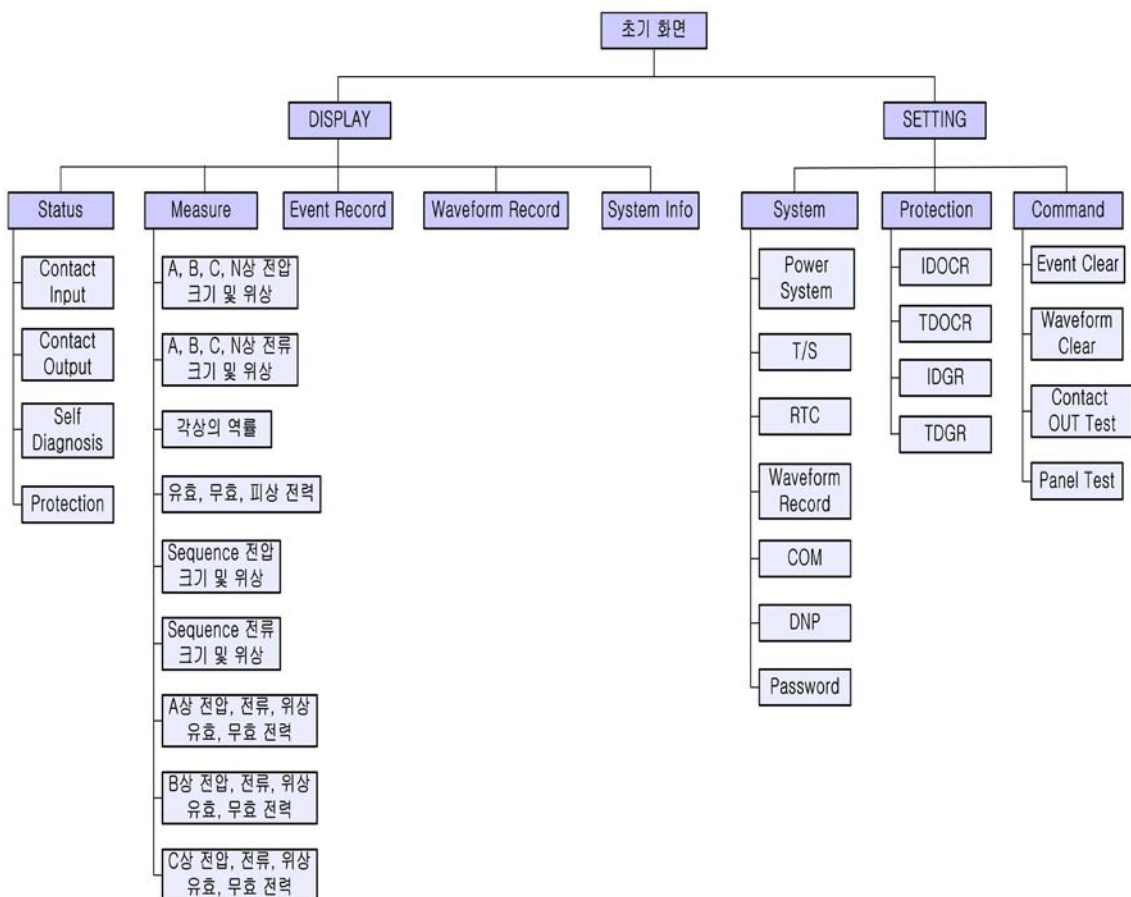 초기 화면
DISPLAY
SETTING
Status
Measure
Event Record
Waveform Record
System Info
System
Protection
Command
Contact
Input
Contact
Output
Self
Diagnosis
Protection
A, B, C, N상 전압
크기 및 위상
A, B, C, N상 전류
크기 및 위상
각상의 역률
유효, 무효, 피상 전력
Sequence 전압
크기 및 위상
Sequence 전류
크기 및 위상
A상 전압, 전류, 위상
유효, 무효 전력
B상 전압, 전류, 위상
유효, 무효 전력
C상 전압, 전류, 위상
유효, 무효 전력
Power
System
T/S
RTC
Waveform
Record
COM
DNP
Password
IDOCR
TDOCR
IDGR
TDGR
Event Clear
Waveform
Clear
Contact
OUT Test
Panel Test